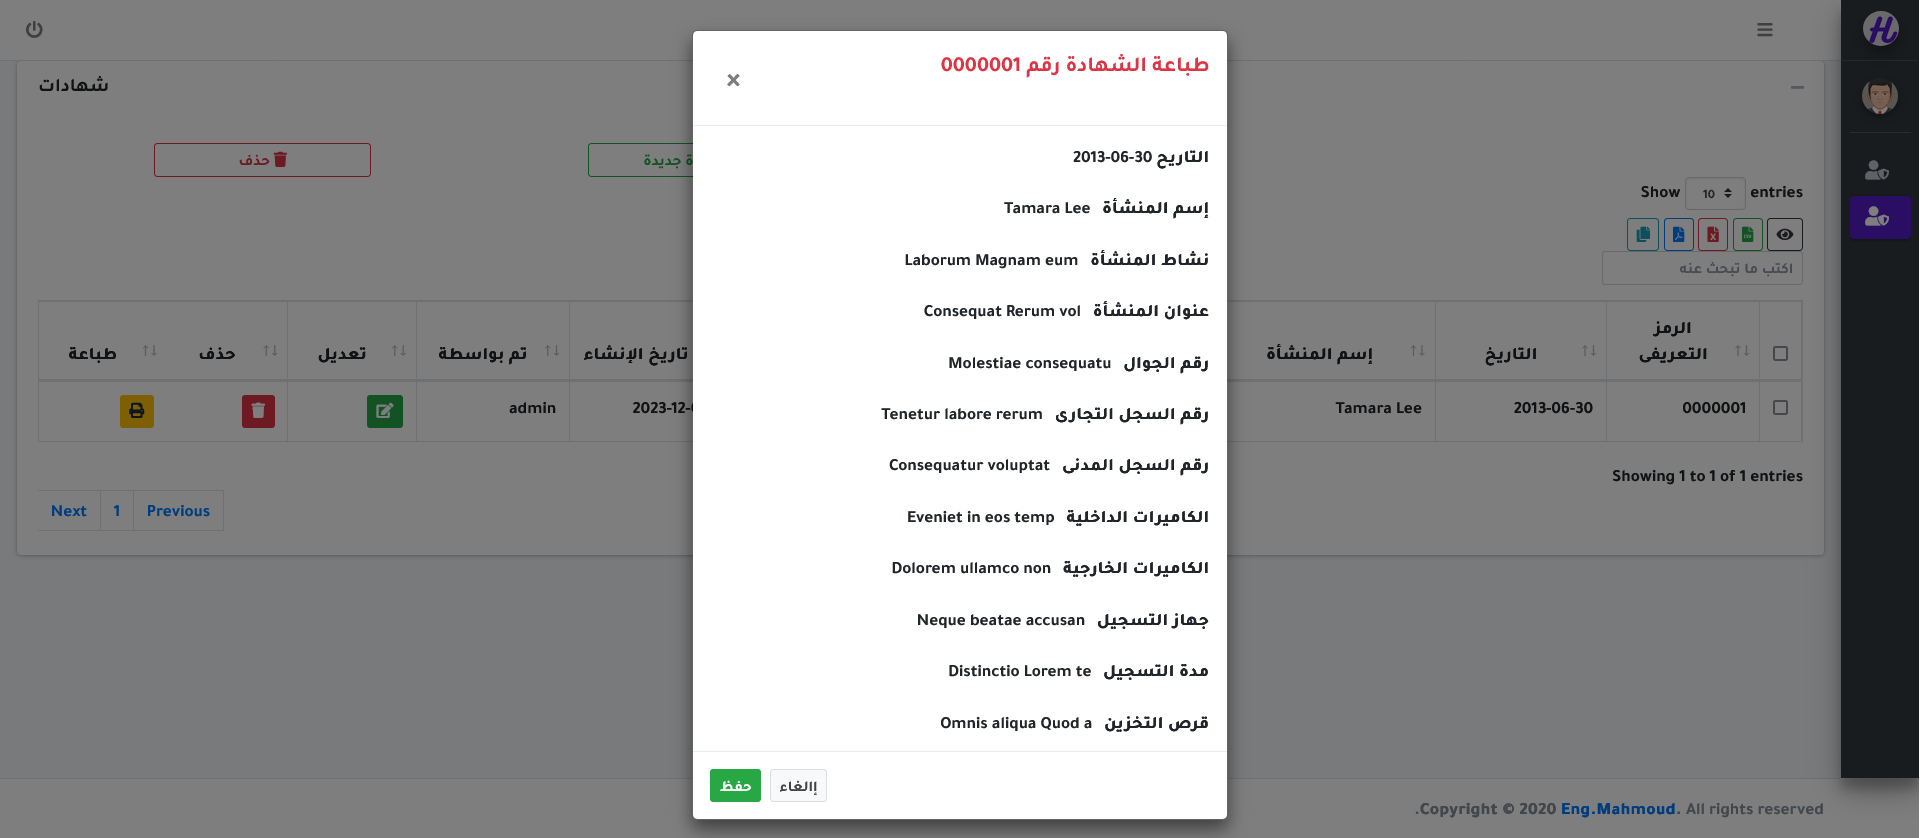 طباعة الشهادة رقم 0000001
×
التاريخ 30-06-2013
إسم المنشأة Tamara Lee
نشاط المنشأة Laborum Magnam eum
عنوان المنشأة Consequat Rerum vol
رقم الجوال Molestiae consequatu
رقم السجل التجارى Tenetur labore rerum
رقم السجل المدنى Consequatur voluptat
الكاميرات الداخلية Eveniet in eos temp
الكاميرات الخارجية Dolorem ullamco non
جهاز التسجيل Neque beatae accusan
مدة التسجيل Distinctio Lorem te
قرص التخزين Omnis aliqua Quod a
إالغاء
حفظ
شهادات
جديدة
حذف
Show 10 entries
اكتب ما تبحث عنه
الرمز التعريفى
التاريخ
إسم المنشأة
تاريخ الإنشاء
تم بواسطة
تعديل
حذف
طباعة
0000001
2013-06-30
Tamara Lee
2023-12-
admin
Showing 1 to 1 of 1 entries
Previous
1
Next
Copyright © 2020 Eng.Mahmoud. All rights reserved.